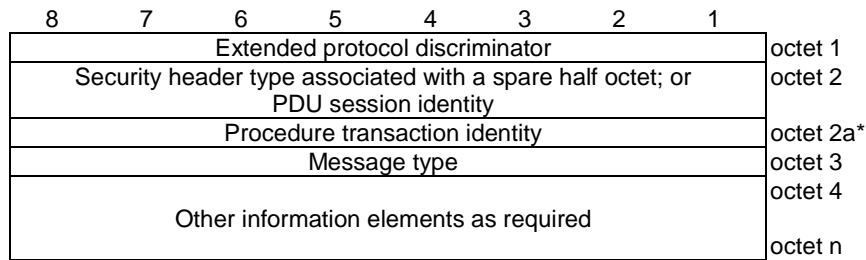 8 7 6 5 4 3 2 1
Extended protocol discriminator octet 1
Security header type associated with a spare half octet; or octet 2
PDU session identity
Procedure transaction identity octet 2a*
Message type octet 3
octet 4
Other information elements as required
octet n